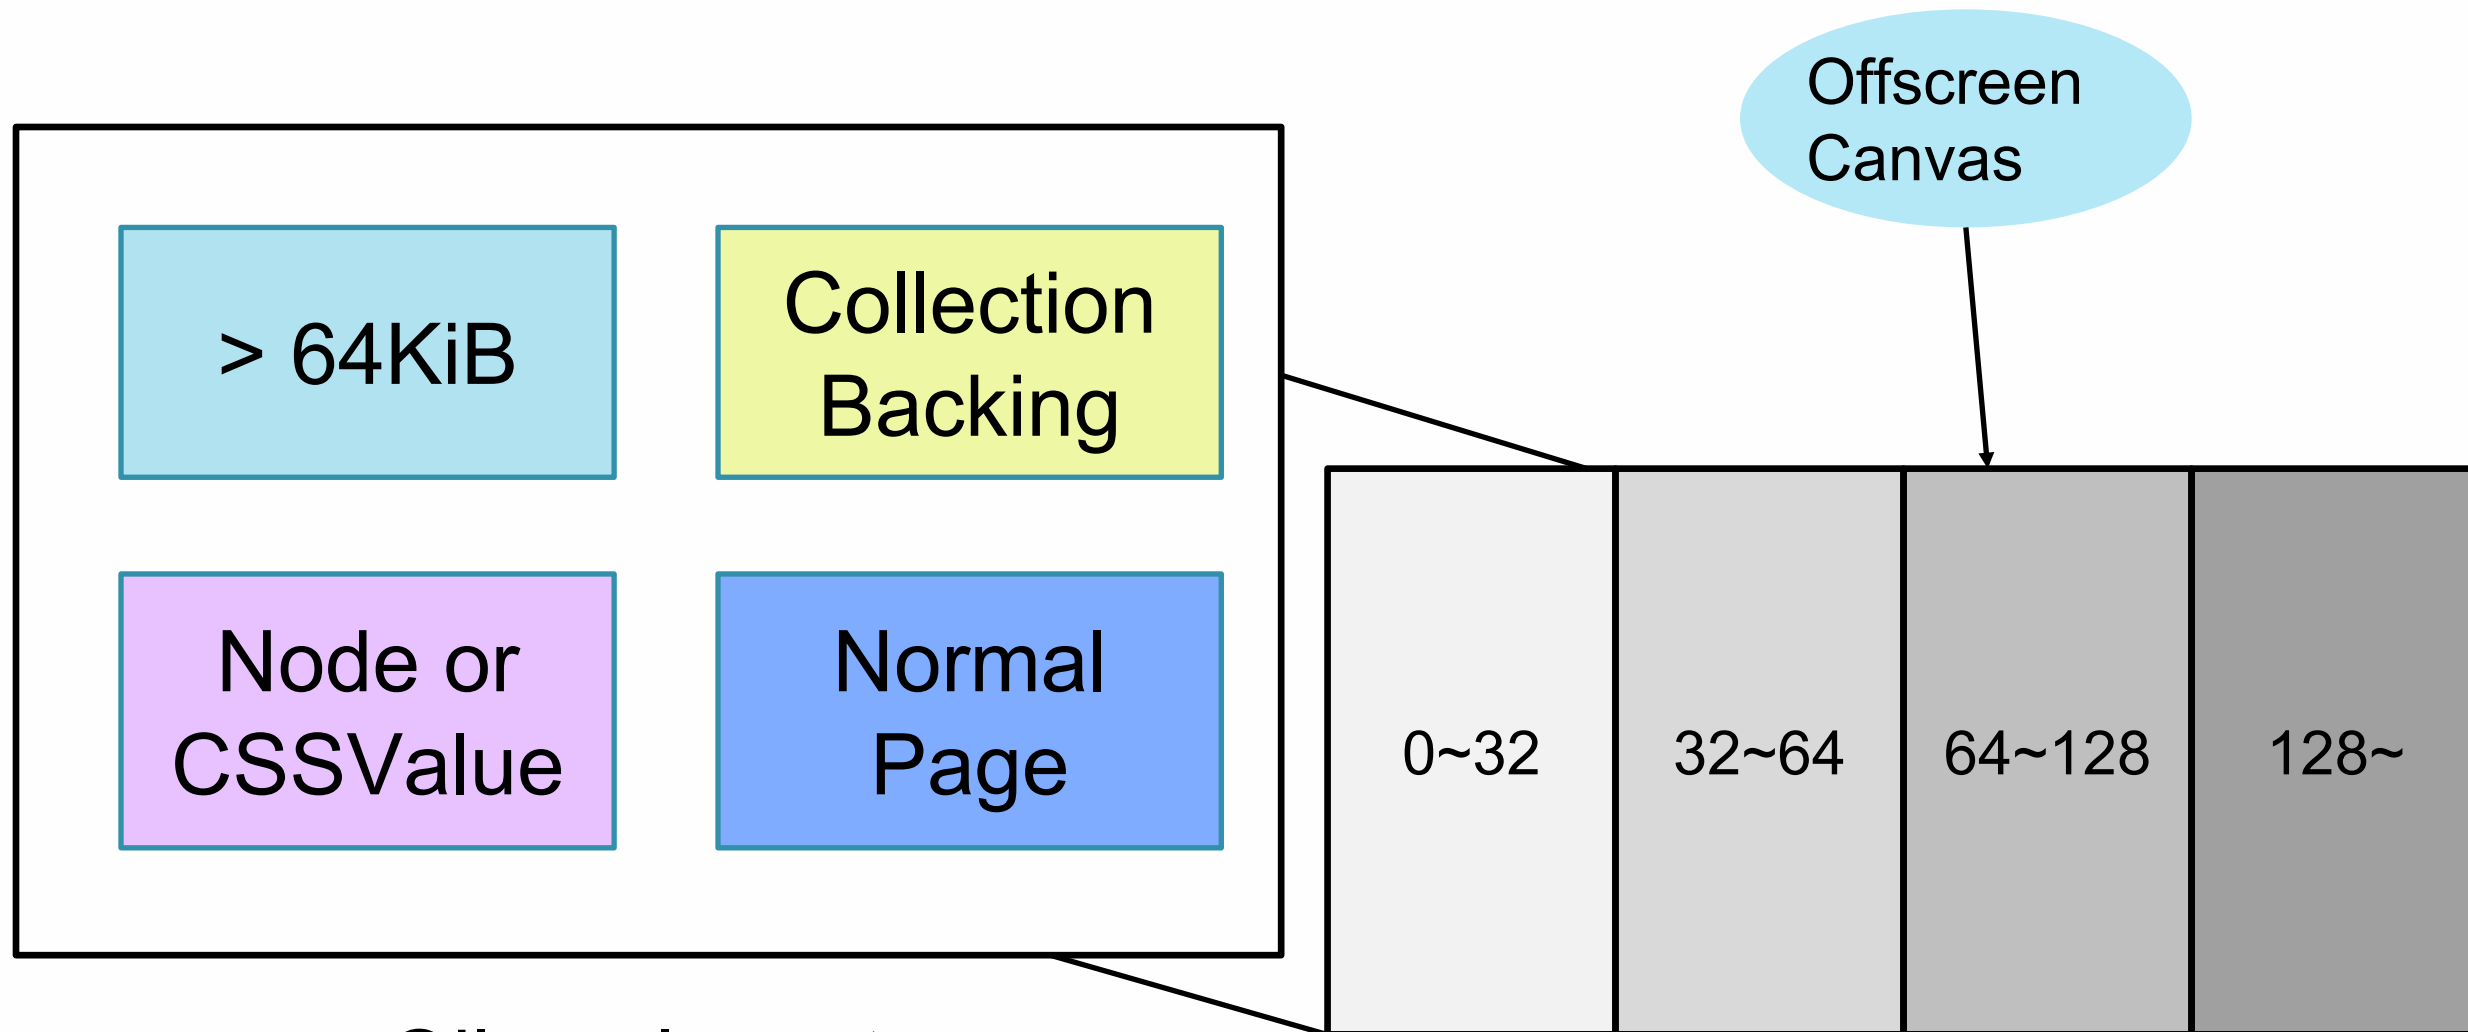 Offscreen
Canvas
> 64KiB
Collection
Backing
Node or
CSSValue
Normal
Page
0~32
32~64
64~128
128~